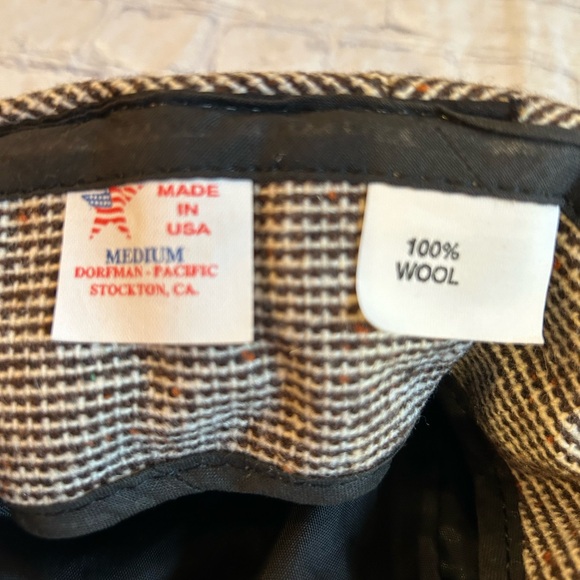 MADE
IN
USA
MEDIUM
DORFMAN-PACIFIC
STOCKTON, CA.
100%
WOOL